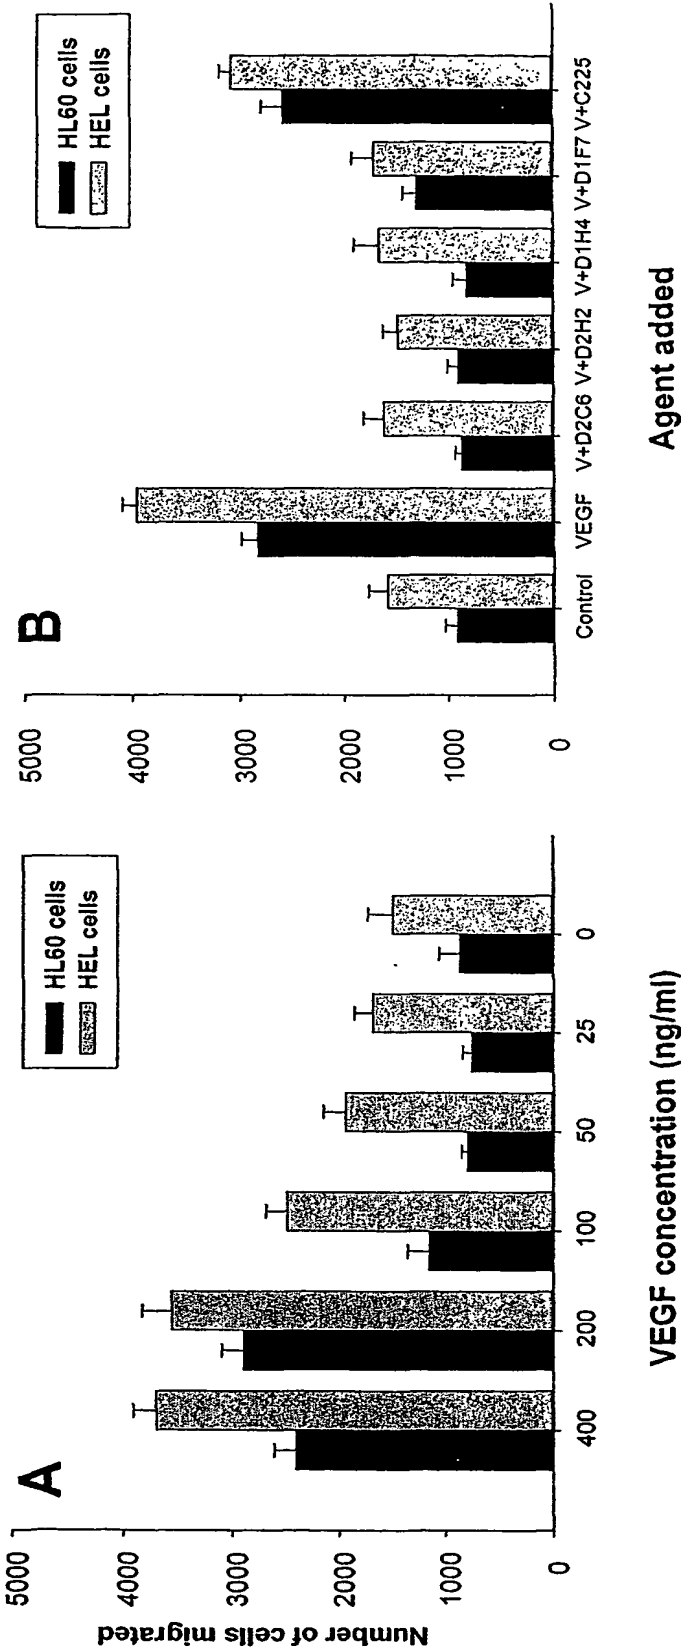 A
HL60 cells
HEL cells
Number of cells migrated
5000
4000
3000
2000
1000
0
400
200
100
50
25
0
VEGF concentration (ng/ml)
B
HL60 cells
HEL cells
5000
4000
3000
2000
1000
0
Control VEGF V+D2C6 V+D2H2 V+D1H4 V+D1F7 V+C225
Agent added